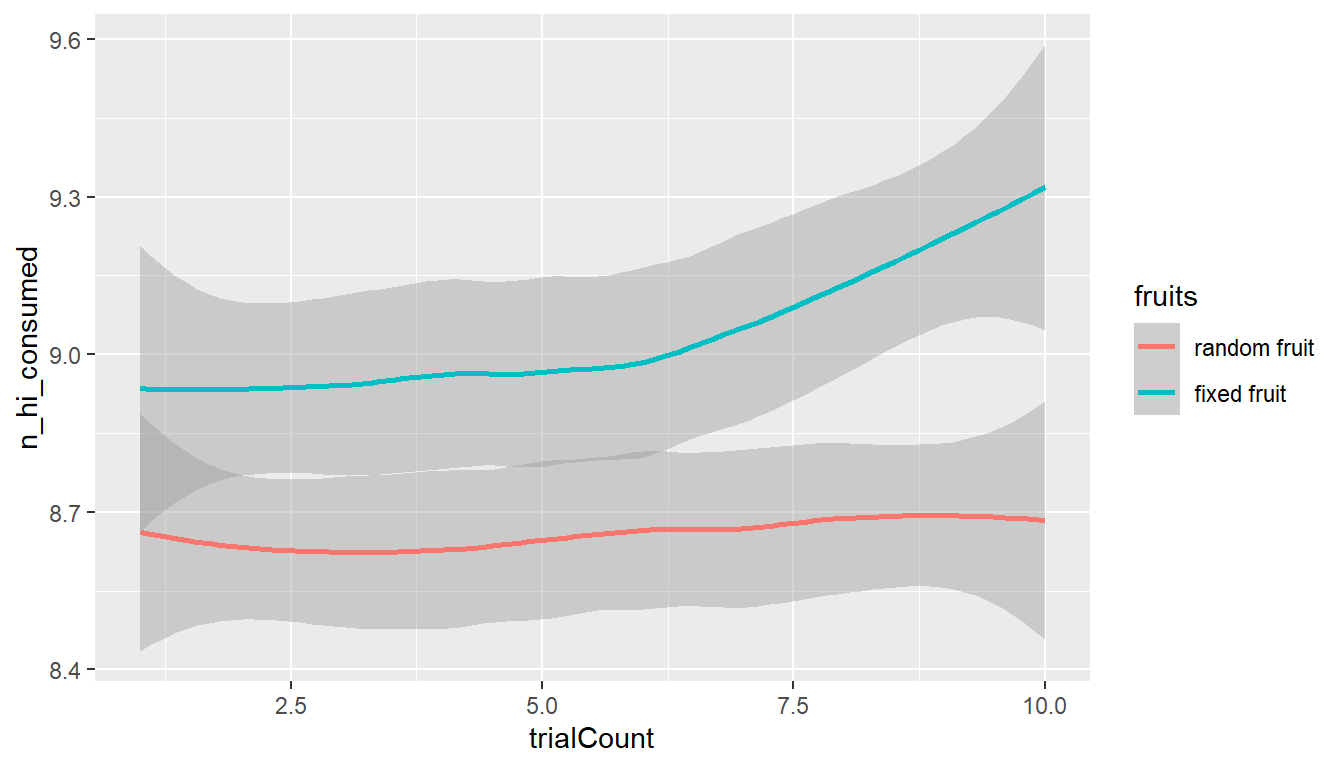 9.6
9.3
9.0
8.7
8.4
n_hi_consumed
2.5
5.0
7.5
10.0
trialCount
fruits
random fruit
fixed fruit